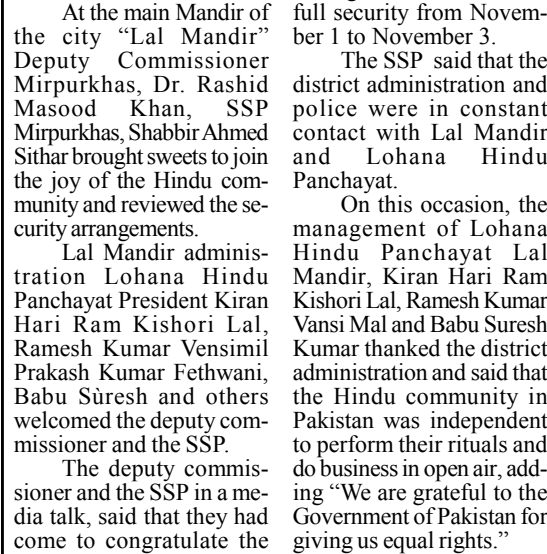 At the main Mandir of
the city “Lal Mandir”
Deputy Commissioner
Mirpurkhas, Dr. Rashid
Masood Khan, SSP
Mirpurkhas, Shabbir Ahmed
Sithar brought sweets to join
the joy of the Hindu com-
munity and reviewed the se-
curity arrangements.
Lal Mandir adminis-
tration Lohana Hindu
Panchayat President Kiran
Hari Ram Kishori Lal,
Ramesh Kumar Vensimil
Prakash Kumar Fethwani,
Babu Sùresh and others
welcomed the deputy com-
missioner and the SSP.
The deputy commis-
sioner and the SSP in a me-
dia talk, said that they had
come to congratulate the
full security from Novem-
ber 1 to November 3.
The SSP said that the
district administration and
police were in constant
contact with Lal Mandir
and Lohana Hindu
Panchayat.
On this occasion, the
management of Lohana
Hindu Panchayat Lal
Mandir, Kiran Hari Ram
Kishori Lal, Ramesh Kumar
Vansi Mal and Babu Suresh
Kumar thanked the district
administration and said that
the Hindu community in
Pakistan was independent
to perform their rituals and
do business in open air, add-
ing “We are grateful to the
Government of Pakistan for
giving us equal rights.”